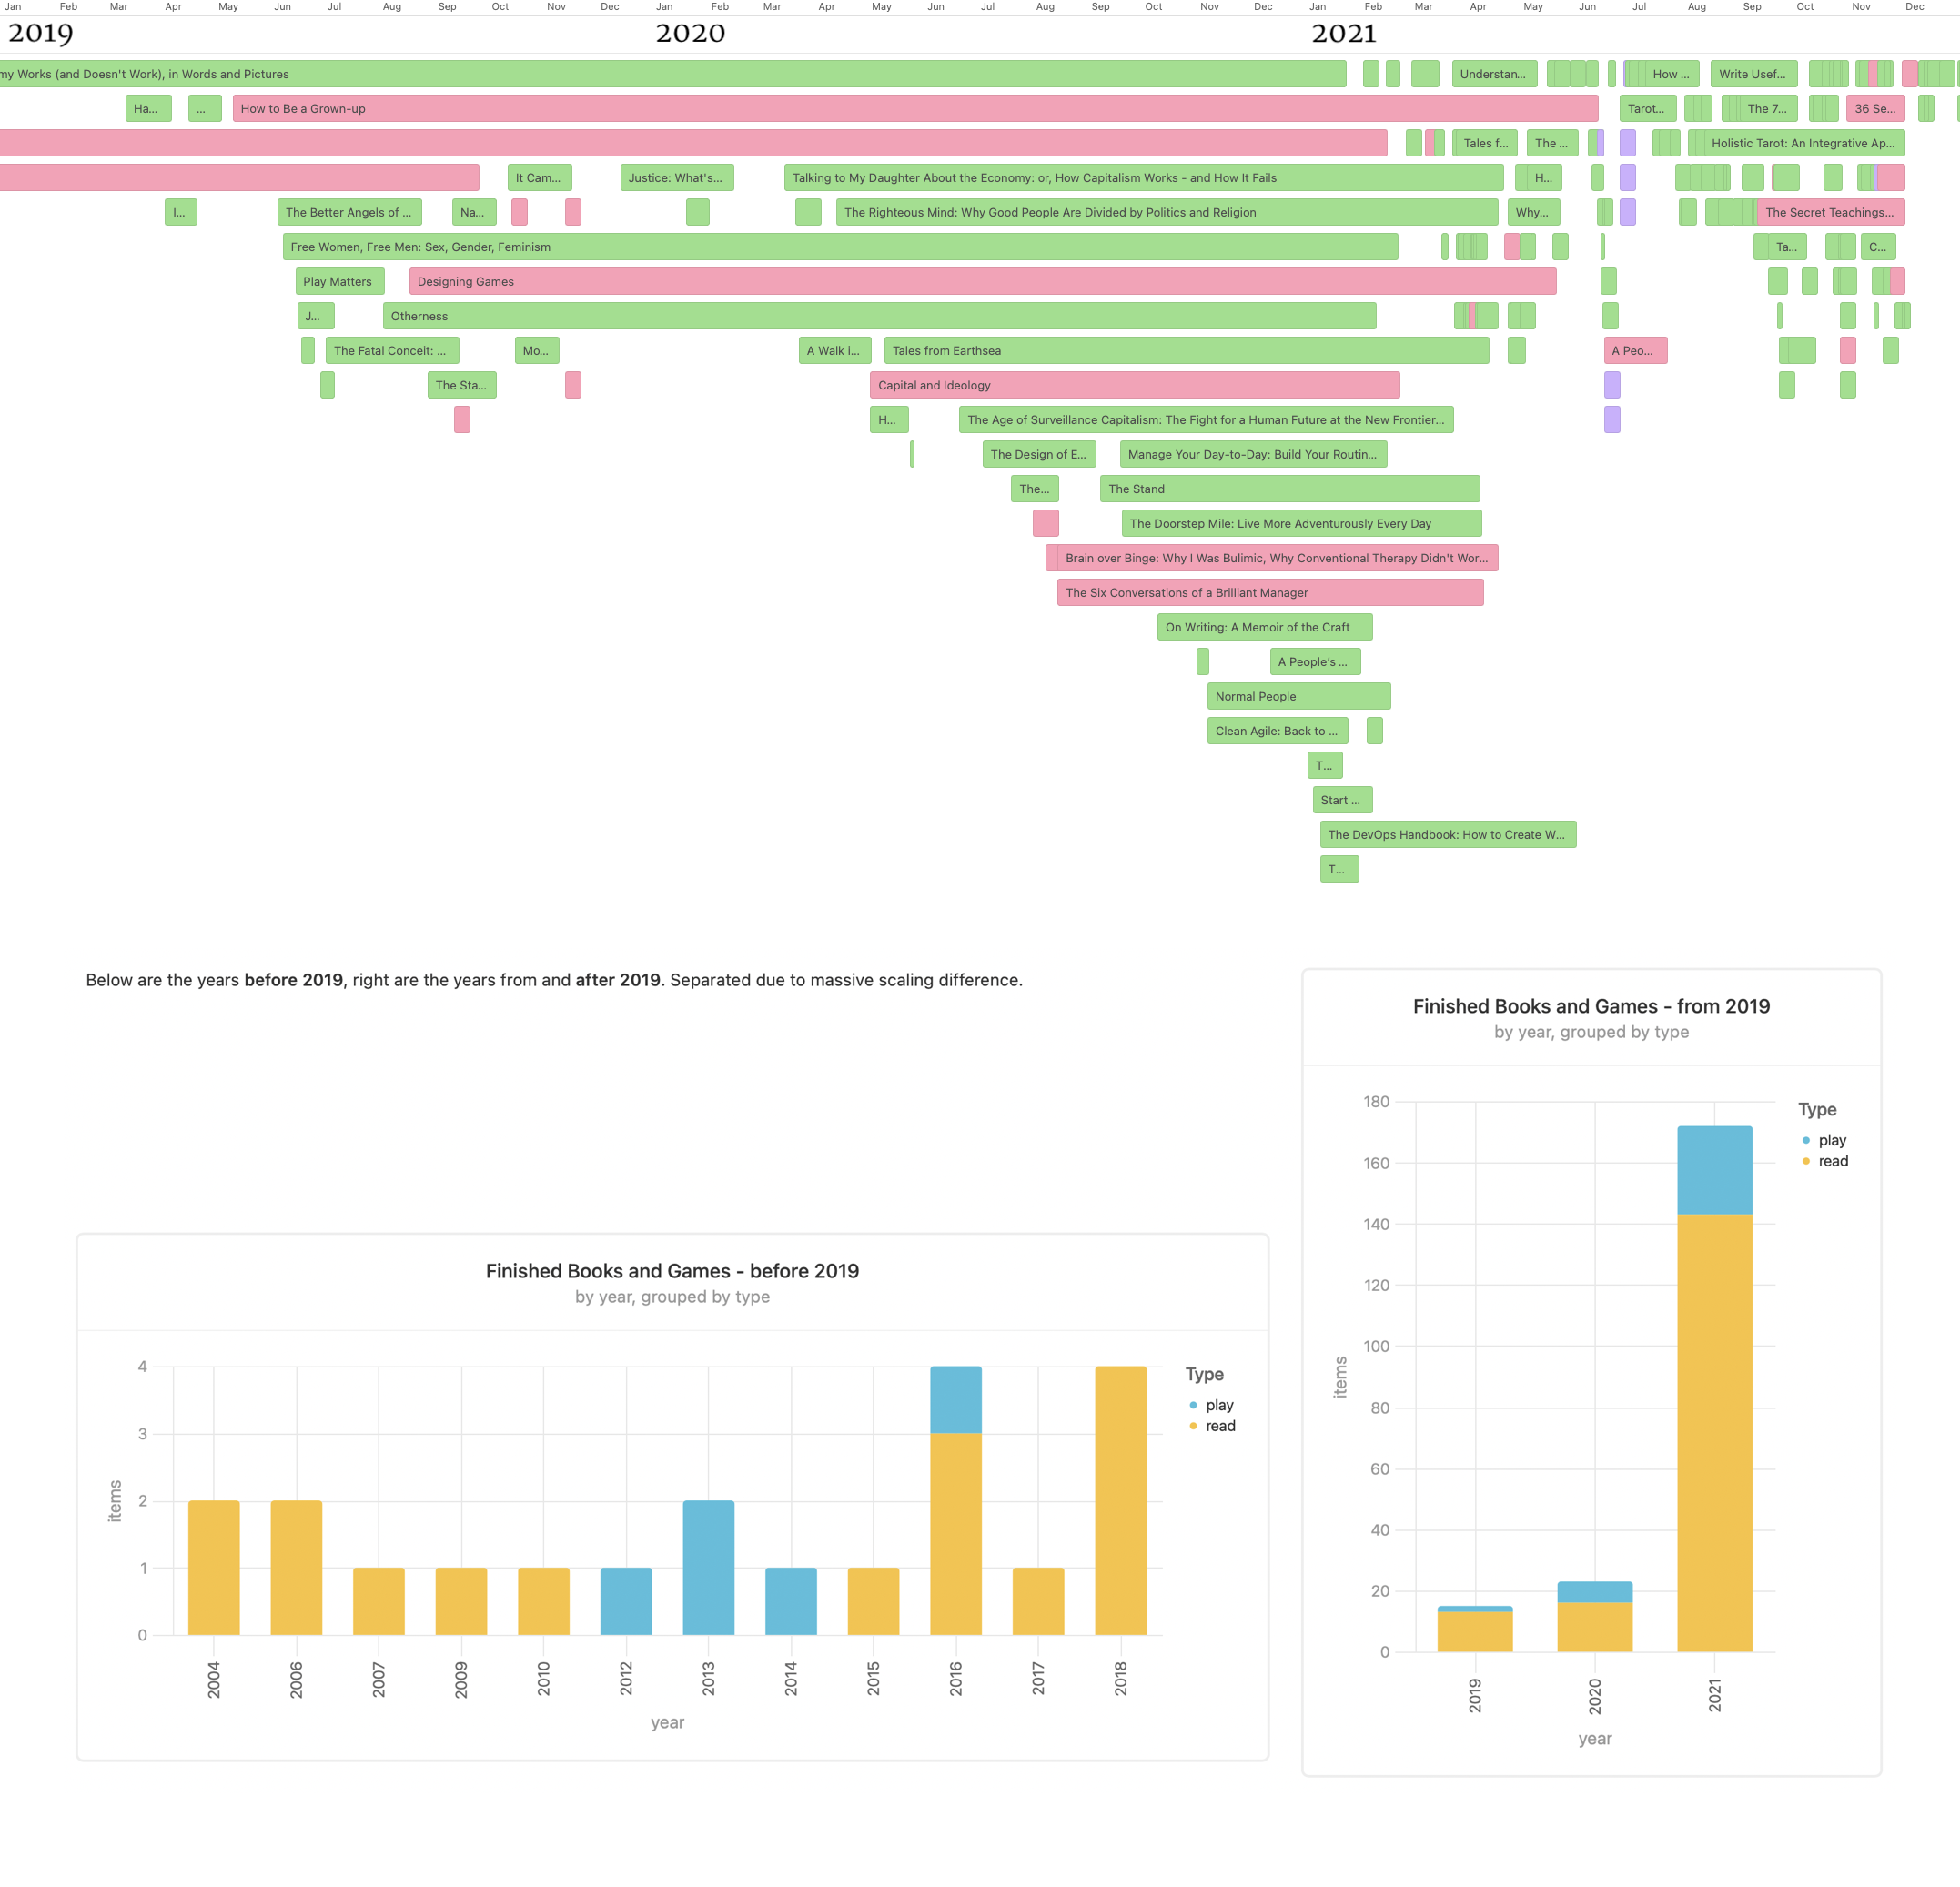 Jan Feb Mar Apr May Jun Jul Aug Sep Oct Nov Dec Jan Feb Mar Apr May Jun Jul Aug Sep Oct Nov Dec Jan Feb Mar Apr May Jun Jul Aug Sep Oct Nov Dec
2019 2020 2021
my Works (and Doesn't Work), in Words and Pictures Understan... How ... Write Usef...
Ha... ... How to Be a Grown-up Tarot... The 7... 36 Se...
Tales f... The ... Holistic Tarot: An Integrative Ap...
It Cam... Justice: What's... Talking to My Daughter About the Economy: or, How Capitalism Works - and How It Fails H...
I... The Better Angels of ... Na... The Righteous Mind: Why Good People Are Divided by Politics and Religion Why... The Secret Teachings...
Free Women, Free Men: Sex, Gender, Feminism Ta... C...
Play Matters Designing Games
J... Otherness
The Fatal Conceit: ... Mo... A Walk i... Tales from Earthsea A Peo...
The Sta... Capital and Ideology
H... The Age of Surveillance Capitalism: The Fight for a Human Future at the New Frontier...
The Design of E... Manage Your Day-to-Day: Build Your Routin...
The... The Stand
The Doorstep Mile: Live More Adventurously Every Day
Brain over Binge: Why I Was Bulimic, Why Conventional Therapy Didn't Wor...
The Six Conversations of a Brilliant Manager
On Writing: A Memoir of the Craft
A People's ...
Normal People
Clean Agile: Back to ...
T...
Start ...
The DevOps Handbook: How to Create W...
T...
Below are the years before 2019, right are the years from and after 2019. Separated due to massive scaling difference.
Finished Books and Games - before 2019
by year, grouped by type
4
3
2
1
0
items
2004 2006 2007 2009 2010 2012 2013 2014 2015 2016 2017 2018
year
Type
play
read
Finished Books and Games - from 2019
by year, grouped by type
180
160
140
120
100
80
60
40
20
0
items
2019 2020 2021
year
Type
play
read